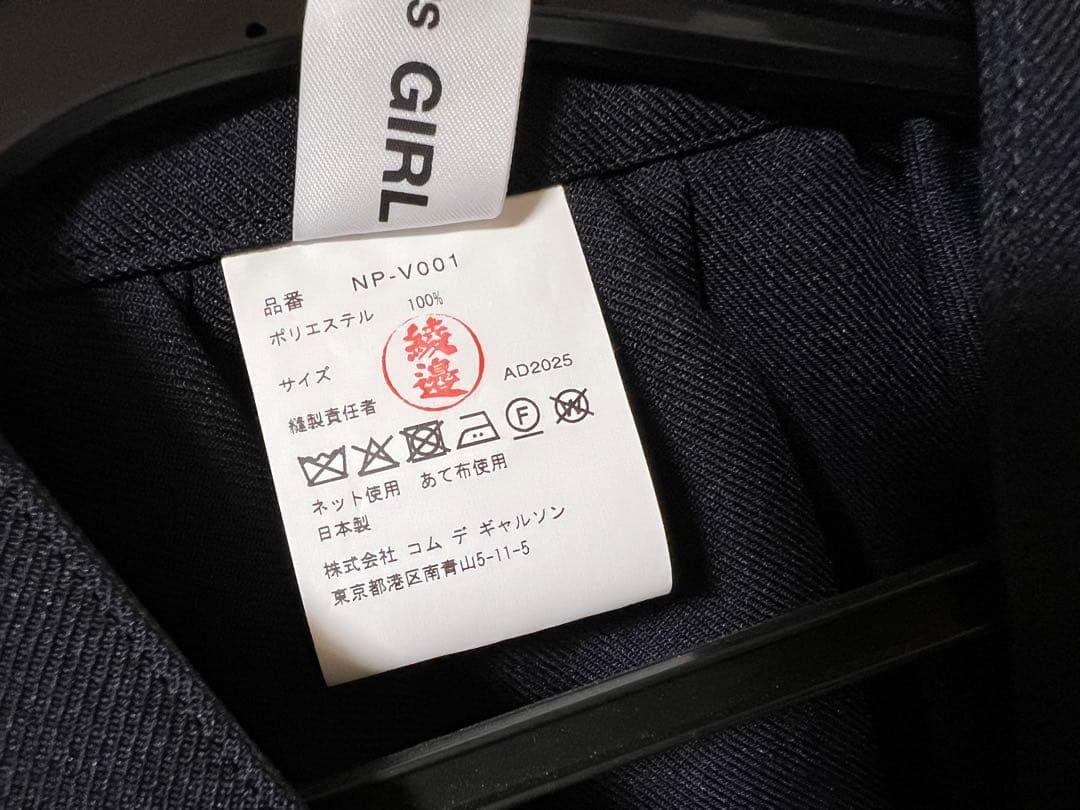 s GIRL
品番 NP-V001
ポリエステル 100%
サイズ
AD2025
縫製責任者
綾邊
F W
ネット使用 あて布使用
日本製
株式会社 コム デ ギャルソン
東京都港区南青山5-11-5